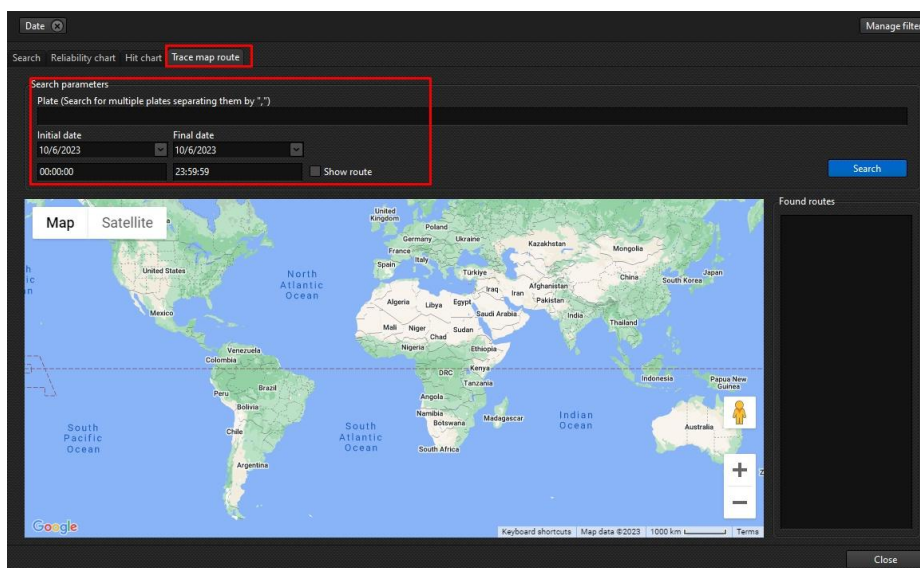 Date
Manage filter
Search Reliability chart Hit chart Trace map route
Search parameters
Plate (Search for multiple plates separating them by ",")
Initial date Final date
10/6/2023 10/6/2023
00:00:00 23:59:59 Show route
Search
Map Satellite
Found routes
United Kingdom
Poland
Germany Ukraine
France
Kazakhstan
Mongolia
Spain Italy
Türkiye
United States
North Atlantic Ocean
China
South Korea
Japan
Iraq Iran
Afghanistan
Pakistan
Algeria Libya Egypt
Saudi Arabia
India
Mexico
Thailand
Mali Niger Sudan
Chad
Nigeria Ethiopia
Venezuela
Colombia
DRC Kenya
Tanzania
Indonesia
Papua New Guinea
Peru Brazil
Angola
Bolivia
Namibia
Botswana
Madagascar
Indian Ocean
South Pacific Ocean
Chile
South Atlantic Ocean
Australia
South Africa
Argentina
Google
Keyboard shortcuts Map data ©2023 1000 km Terms
Close